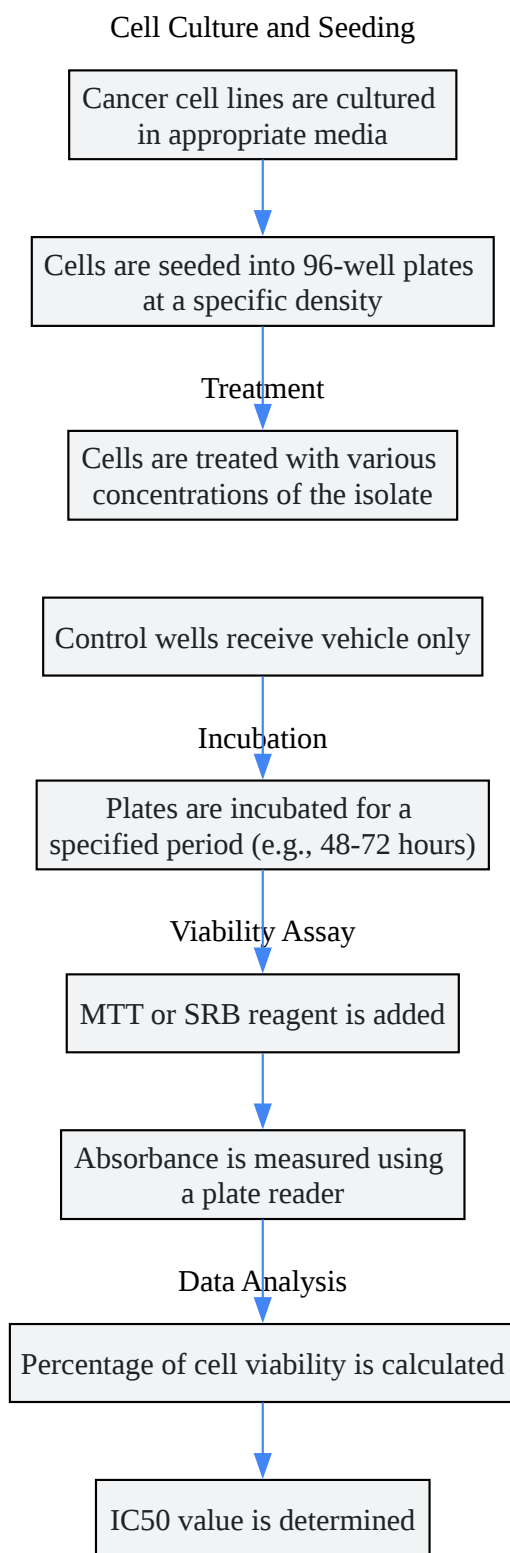 Cell Culture and Seeding
Cancer cell lines are cultured
in appropriate media
Cells are seeded into 96-well plates
at a specific density
Treatment
Cells are treated with various
concentrations of the isolate
Control wells receive vehicle only
Incubation
Plates are incubated for a
specified period (e.g., 48-72 hours)
Viability Assay
MTT or SRB reagent is added
Absorbance is measured using
a plate reader
Data Analysis
Percentage of cell viability is calculated
IC50 value is determined